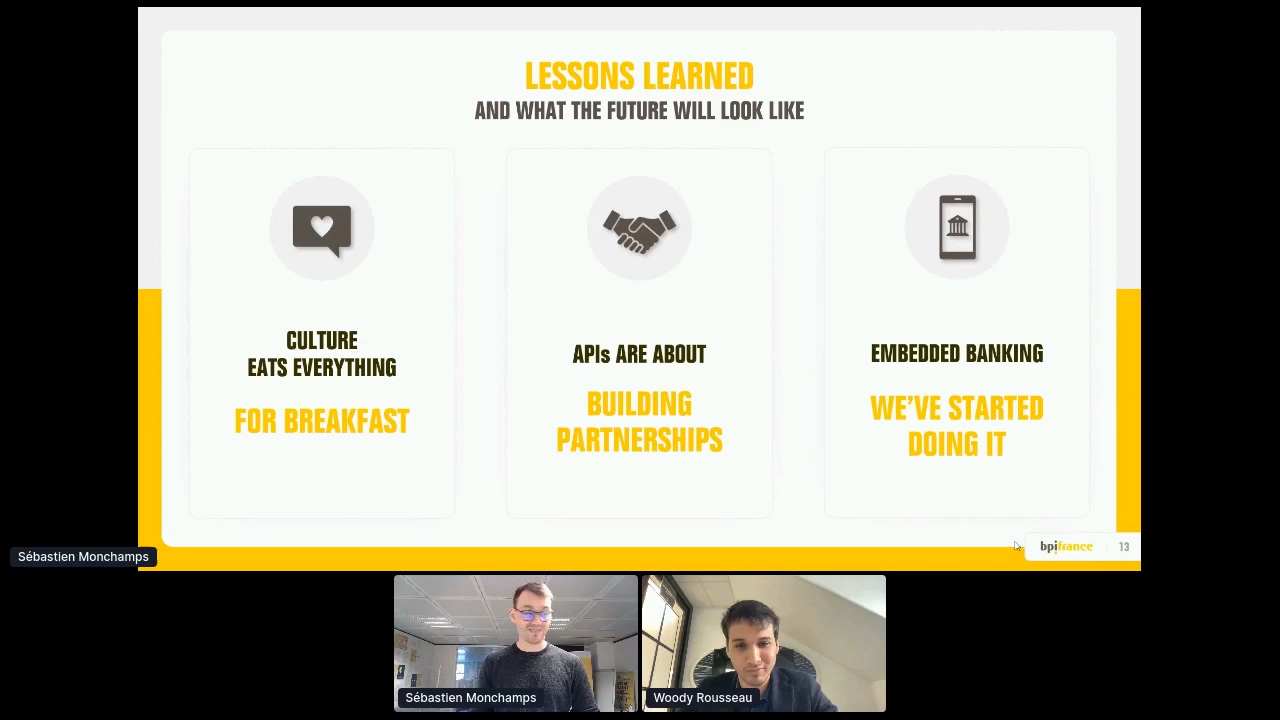 LESSONS LEARNED
AND WHAT THE FUTURE WILL LOOK LIKE
CULTURE
EATS EVERYTHING
FOR BREAKFAST
APIs ARE ABOUT
BUILDING
PARTNERSHIPS
EMBEDDED BANKING
WE'VE STARTED
DOING IT
bpifrance
13
Sébastien Monchamps
Sébastien Monchamps
Woody Rousseau